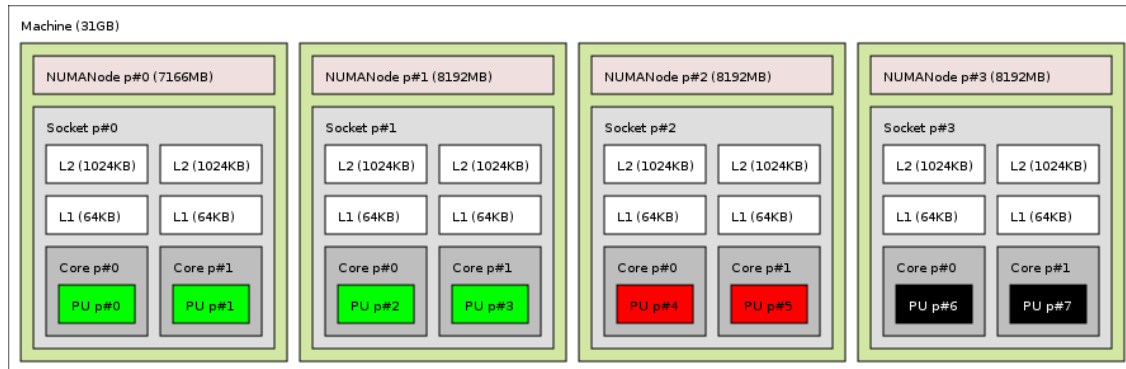 Machine (31GB)
NUMANode p#0 (7166MB)
Socket p#0
L2 (1024KB) L2 (1024KB)
L1 (64KB) L1 (64KB)
Core p#0 Core p#1
PU p#0 PU p#1
NUMANode p#1 (8192MB)
Socket p#1
L2 (1024KB) L2 (1024KB)
L1 (64KB) L1 (64KB)
Core p#0 Core p#1
PU p#2 PU p#3
NUMANode p#2 (8192MB)
Socket p#2
L2 (1024KB) L2 (1024KB)
L1 (64KB) L1 (64KB)
Core p#0 Core p#1
PU p#4 PU p#5
NUMANode p#3 (8192MB)
Socket p#3
L2 (1024KB) L2 (1024KB)
L1 (64KB) L1 (64KB)
Core p#0 Core p#1
PU p#6 PU p#7